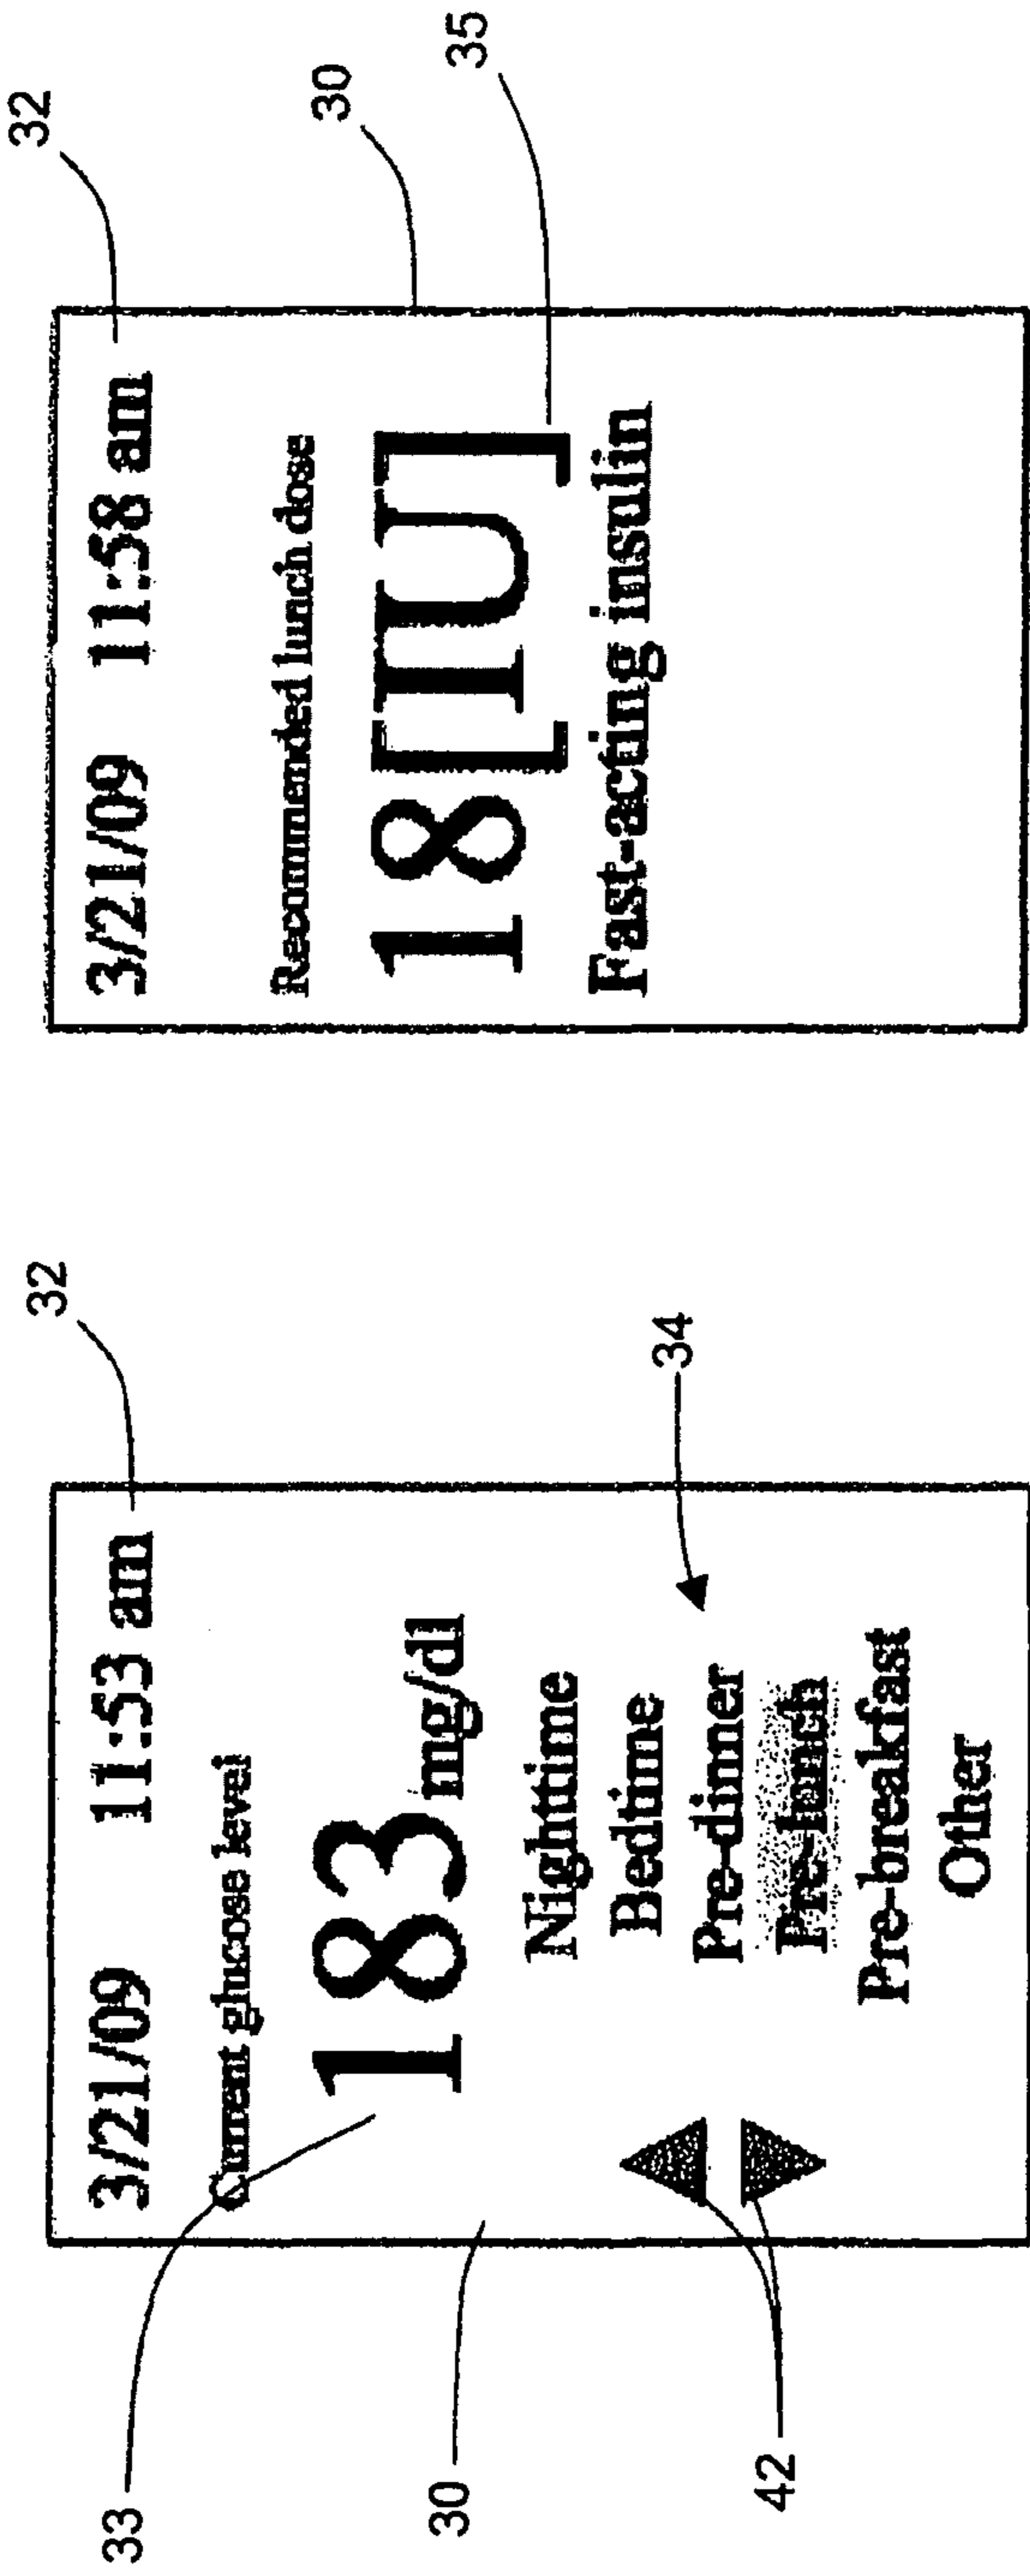 32
3/21/09 11:53 am
Current glucose level
33
183 mg/dl
30
Nighttime
Bedtime
Pre-dinner
34
Pre-lunch
Pre-breakfast
Other
42
32
3/21/09 11:58 am
30
Recommended lunch dose
18[IU]
35
Fast-acting insulin